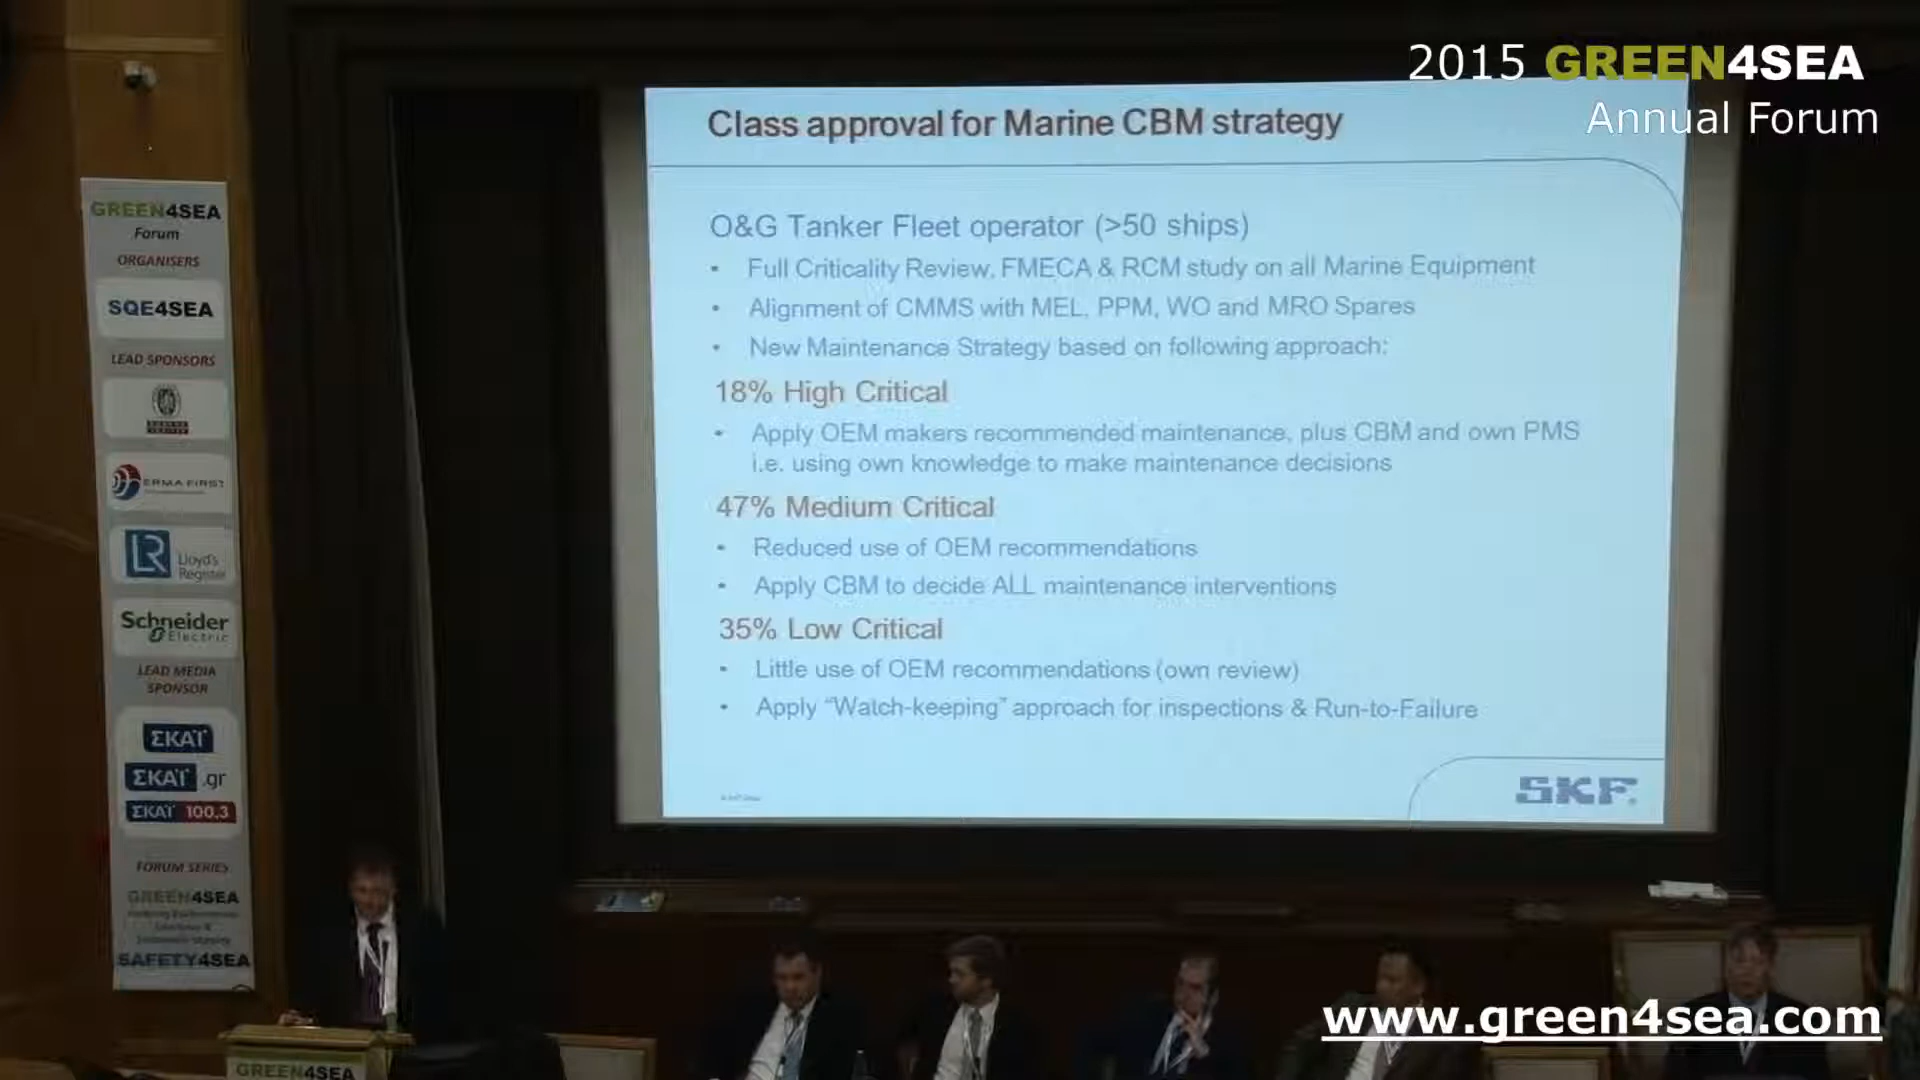 2015 GREEN4SEA
Annual Forum
Class approval for Marine CBM strategy
O&G Tanker Fleet operator (>50 ships)
• Full Criticality Review, FMECA & RCM study on all Marine Equipment
• Alignment of CMMS with MEL, PPM, WO and MRO Spares
• New Maintenance Strategy based on following approach:
18% High Critical
• Apply OEM makers recommended maintenance, plus CBM and own PMS
i.e. using own knowledge to make maintenance decisions
47% Medium Critical
• Reduced use of OEM recommendations
• Apply CBM to decide ALL maintenance interventions
35% Low Critical
• Little use of OEM recommendations (own review)
• Apply “Watch-keeping” approach for inspections & Run-to-Failure
SKF
GREEN4SEA
Forum
ORGANISERS
SQE4SEA
LEAD SPONSORS
ERMA FIRST
LR Lloyd's
Register
Schneider
Electric
LEAD MEDIA
SPONSOR
ΣΚΑΪ
ΣΚΑΪ.gr
ΣΚΑΪ 100.3
FORUM SERIES
GREEN4SEA
SAFETY4SEA
GREEN4SEA
www.green4sea.com